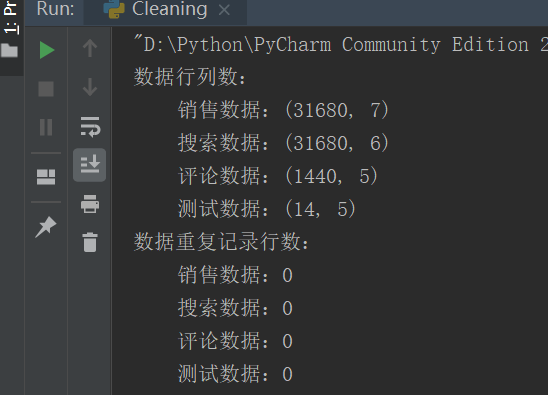 1: Pr
Run:
Cleaning
"D:\Python\PyCharm Community Edition 2
数据行列数:
销售数据: (31680, 7)
搜索数据: (31680, 6)
评论数据: (1440, 5)
测试数据: (14, 5)
数据重复记录行数:
销售数据: 0
搜索数据: 0
评论数据: 0
测试数据: 0